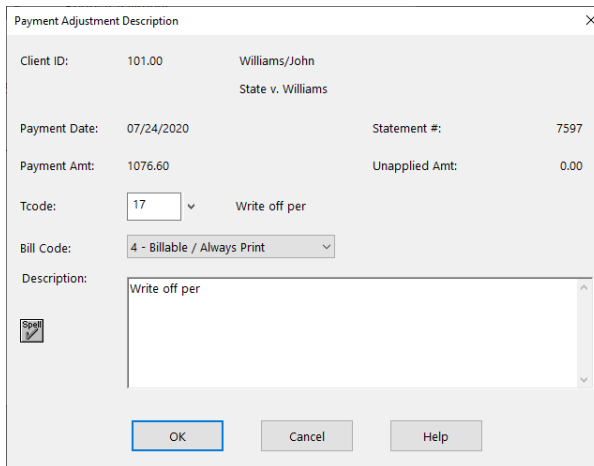 Payment Adjustment Description
Client ID: 101.00 Williams/John
State v. Williams
Payment Date: 07/24/2020 Statement #: 7597
Payment Amt: 1076.60 Unapplied Amt: 0.00
Tcode: 17 Write off per
Bill Code: 4 - Billable / Always Print
Description: Write off per
Spell
OK Cancel Help